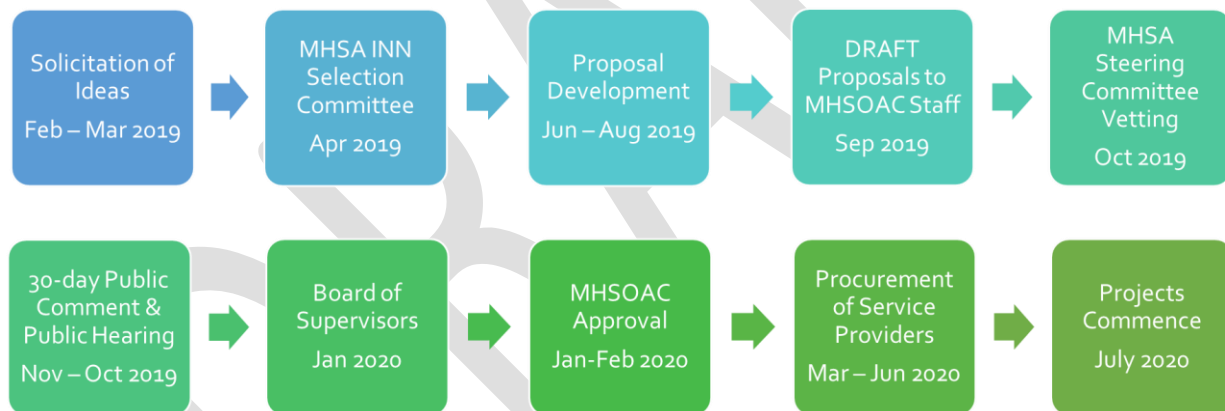 Solicitation of
Ideas
Feb – Mar 2019
MHSA INN
Selection
Committee
Apr 2019
Proposal
Development
Jun – Aug 2019
DRAFT
Proposals to
MHSOAC Staff
Sep 2019
MHSA
Steering
Committee
Vetting
Oct 2019
30-day Public
Comment &
Public Hearing
Nov – Oct 2019
Board of
Supervisors
Jan 2020
MHSOAC
Approval
Jan-Feb 2020
Procurement
of Service
Providers
Mar – Jun 2020
Projects
Commence
July 2020